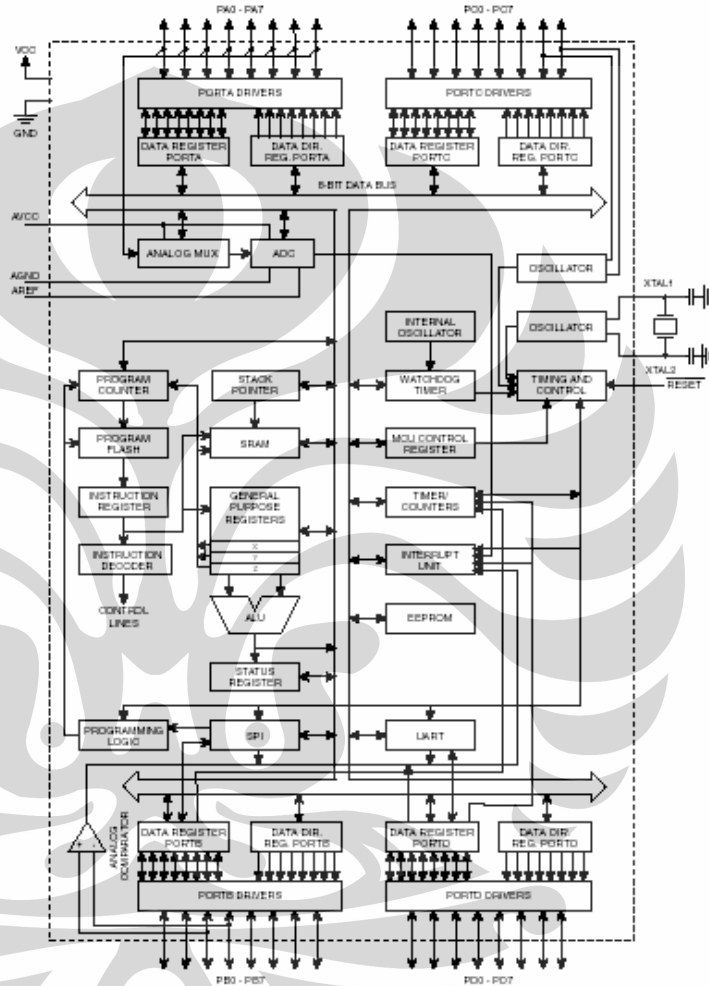 PA0 - PA7
PC0 - PC7
VCC
GND
PORTA DRIVERS
PORTC DRIVERS
DATA REGISTER
PORTA
DATA DIR.
REG. PORTA
DATA REGISTER
PORTC
DATA DIR.
REG. PORTC
8-BIT DATA BUS
AVCC
ANALOG MUX
ADC
AGND
AREF
OSCILLATOR
XTAL1
INTERNAL
OSCILLATOR
OSCILLATOR
XTAL2
PROGRAM
COUNTER
STACK
POINTER
WATCHDOG
TIMER
TIMING AND
CONTROL
RESET
PROGRAM
FLASH
SRAM
MCU CONTROL
REGISTER
INSTRUCTION
REGISTER
GENERAL
PURPOSE
REGISTERS
X
Y
Z
TIMER/
COUNTERS
INSTRUCTION
DECODER
INTERRUPT
UNIT
CONTROL
LINES
ALU
EEPROM
STATUS
REGISTER
PROGRAMMING
LOGIC
SPI
UART
ANALOG
COMPARATOR
+
-
DATA REGISTER
PORTB
DATA DIR.
REG. PORTB
DATA REGISTER
PORTD
DATA DIR.
REG. PORTD
PORTB DRIVERS
PORTD DRIVERS
PB0 - PB7
PD0 - PD7